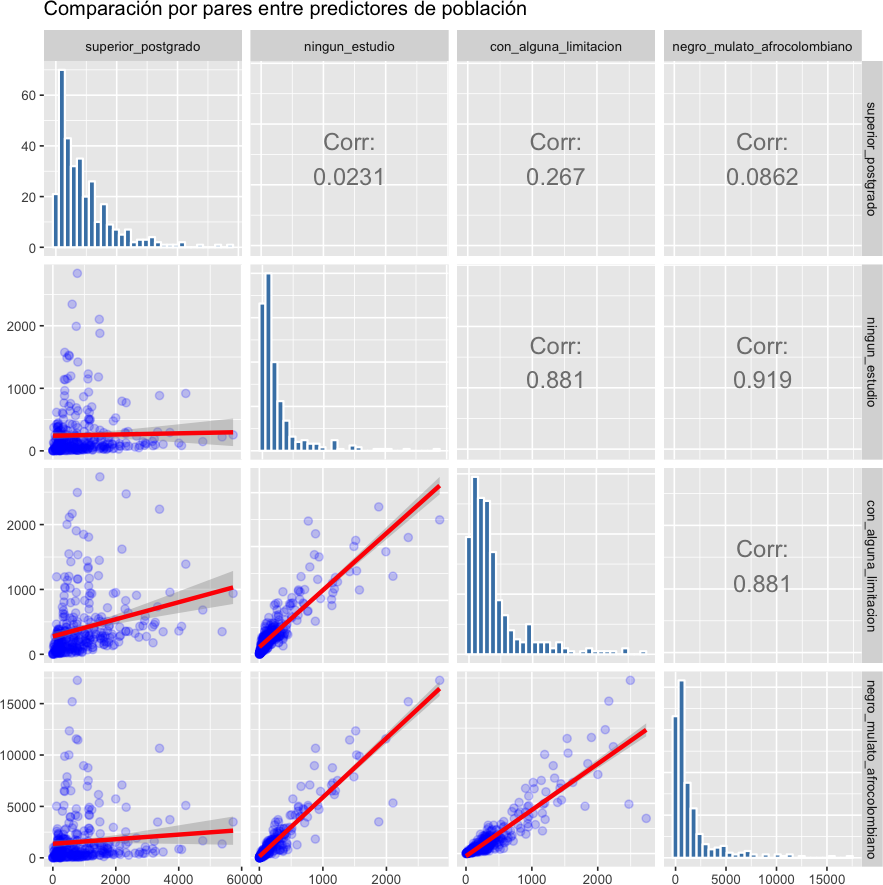 Comparación por pares entre predictores de población
superior_postgrado
ningun_estudio
con_alguna_limitacion
negro_mulato_afrocolombiano
60
40
20
0
Corr:
0.0231
Corr:
0.267
Corr:
0.0862
superior_postgrado
2000
1000
0
Corr:
0.881
Corr:
0.919
ningun_estudio
2000
1000
0
Corr:
0.881
con_alguna_limitacion
15000
10000
5000
0
negro_mulato_afrocolombiano
0 2000 4000 6000
0 1000 2000
0 1000 2000
0 5000 10000 15000